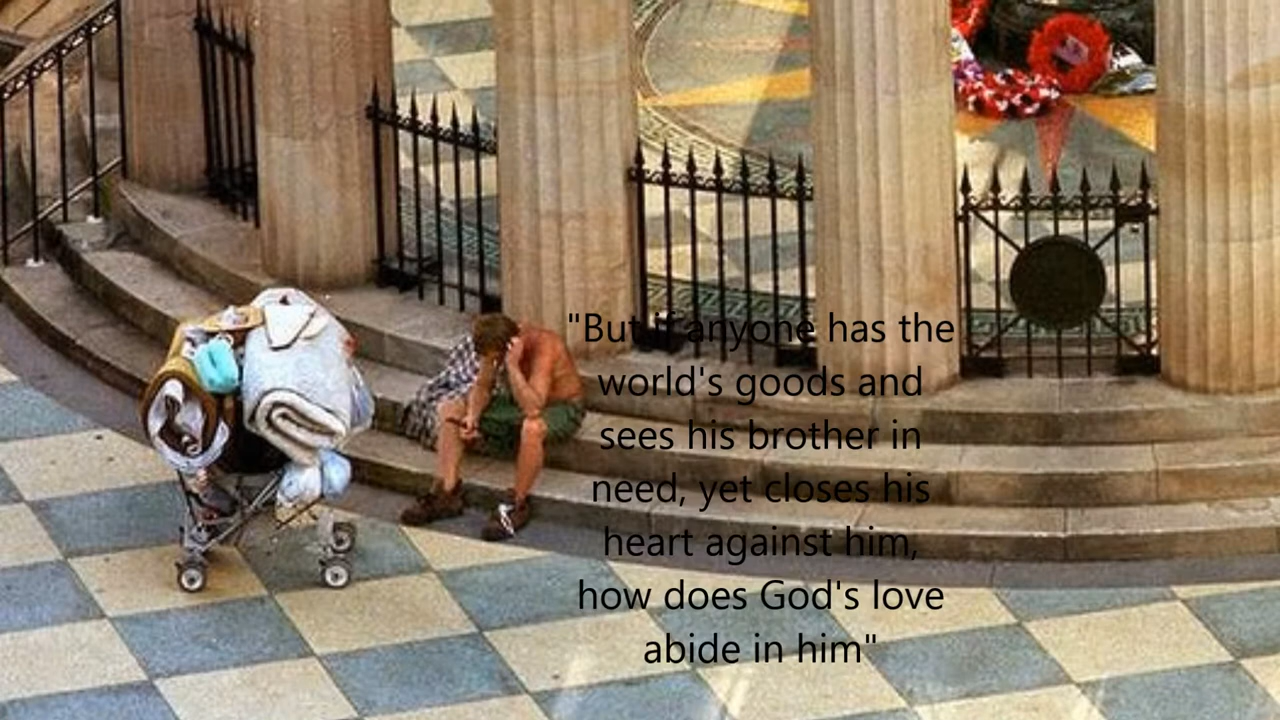 "But if anyone has the
world's goods and
sees his brother in
need, yet closes his
heart against him,
how does God's love
abide in him"